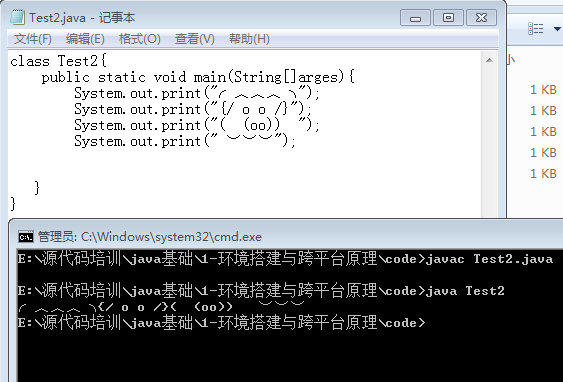 Test2.java - 记事本
文件(F) 编辑(E) 格式(O) 查看(V) 帮助(H)
class Test2{
    public static void main(String[]arges){
        System.out.print("╭ ︿︿︿ ╮");
        System.out.print("{/ o o /}");
        System.out.print("(  (oo))  ");
        System.out.print(" ︶︶︶");
    }
}
小
1 KB
1 KB
1 KB
1 KB
1 KB
管理员: C:\Windows\system32\cmd.exe
E:\源代码培训\java基础\1-环境搭建与跨平台原理\code>javac Test2.java
E:\源代码培训\java基础\1-环境搭建与跨平台原理\code>java Test2
╭ ︿︿︿ ╮{/ o o /}(  (oo))   ︶︶︶
E:\源代码培训\java基础\1-环境搭建与跨平台原理\code>